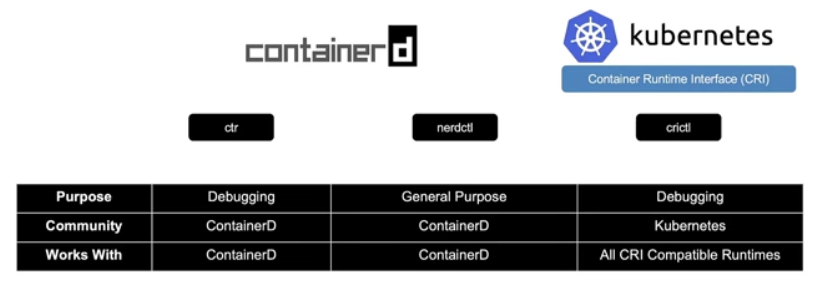 containerd
kubernetes
Container Runtime Interface (CRI)
ctr nerdctl crictl
Purpose Debugging General Purpose Debugging
Community ContainerD ContainerD Kubernetes
Works With ContainerD ContainerD All CRI Compatible Runtimes